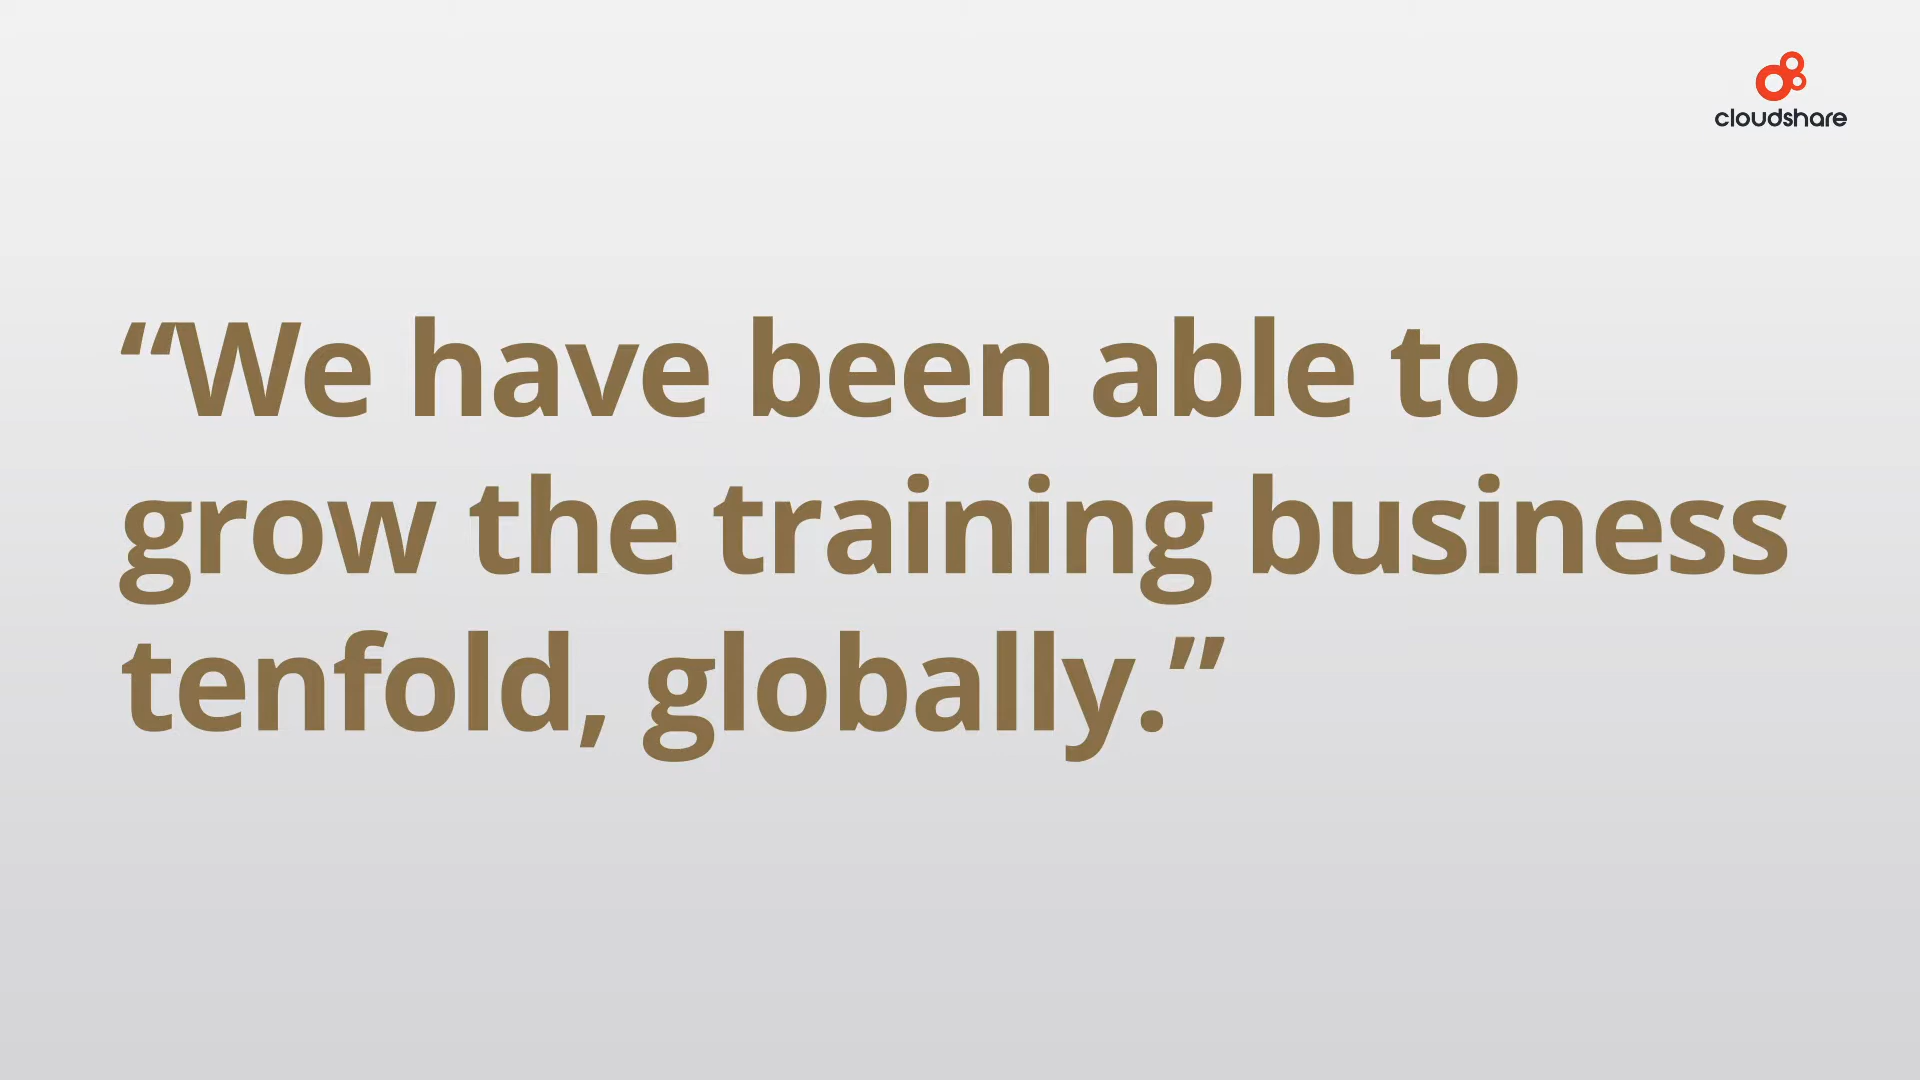 cloudshare
“We have been able to
grow the training business
tenfold, globally.”